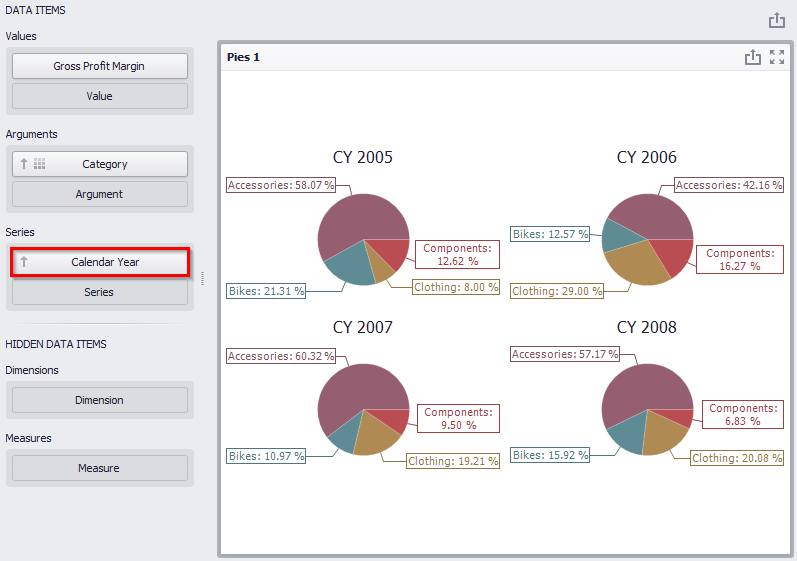 DATA ITEMS
Values
Gross Profit Margin
Value
Arguments
Category
Argument
Series
Calendar Year
Series
HIDDEN DATA ITEMS
Dimensions
Dimension
Measures
Measure
Pies 1
CY 2005
Accessories: 58.07 %
Components:
12.62 %
Bikes: 21.31 %
Clothing: 8.00 %
CY 2006
Accessories: 42.16 %
Bikes: 12.57 %
Components:
16.27 %
Clothing: 29.00 %
CY 2007
Accessories: 60.32 %
Components:
9.50 %
Bikes: 10.97 %
Clothing: 19.21 %
CY 2008
Accessories: 57.17 %
Components:
6.83 %
Bikes: 15.92 %
Clothing: 20.08 %